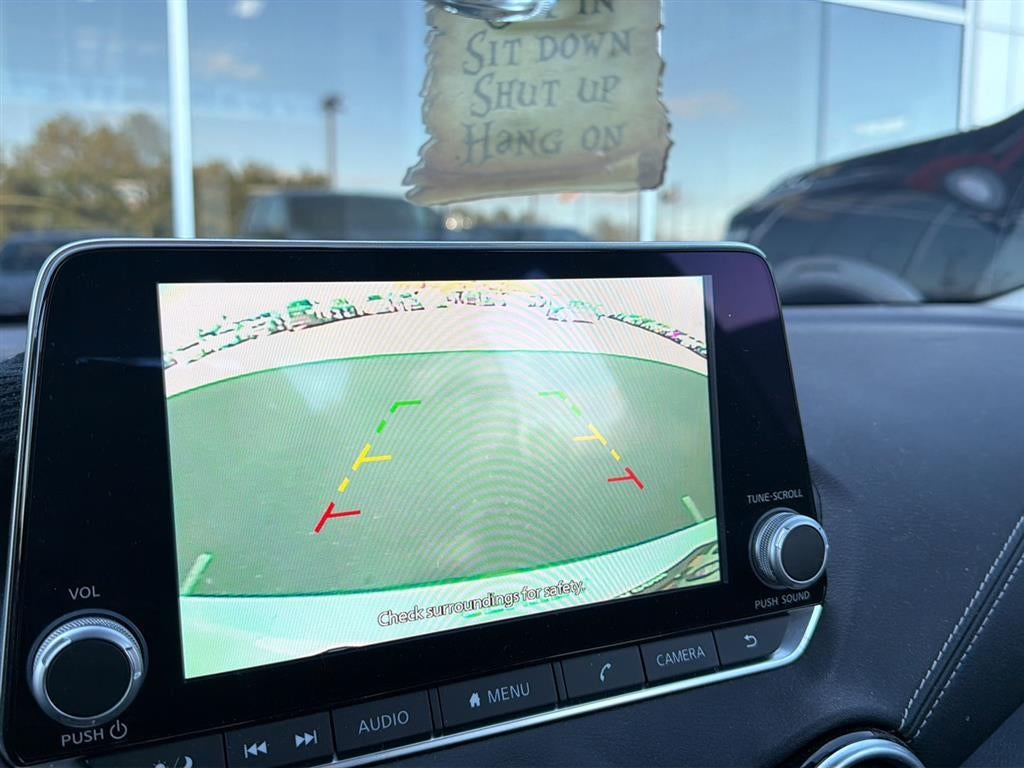 IN
SIT DOWN
SHUT UP
HANG ON
Check surroundings for safety.
TUNE·SCROLL
PUSH SOUND
VOL
PUSH
AUDIO
MENU
CAMERA